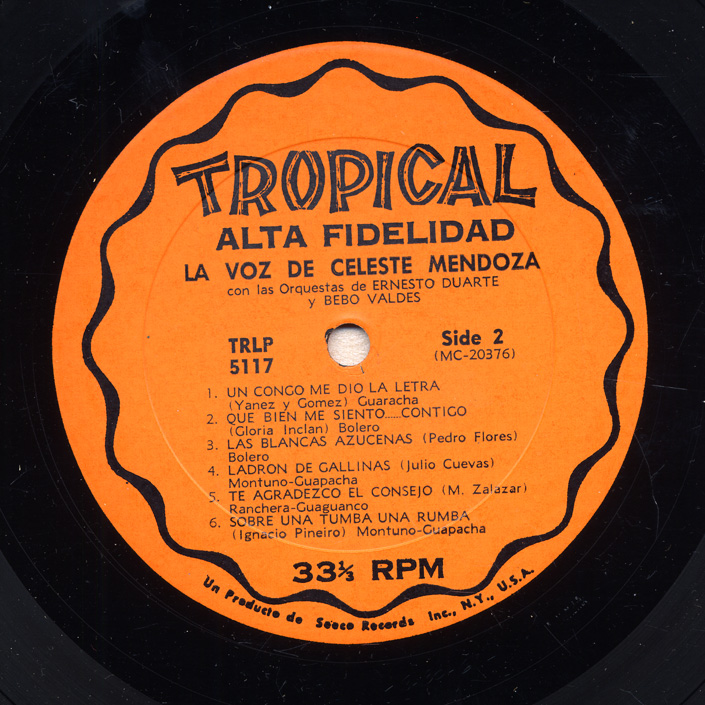 TROPICAL
ALTA FIDELIDAD
LA VOZ DE CELESTE MENDOZA
con las Orquestas de ERNESTO DUARTE
y BEBO VALDES
TRLP
5117
Side 2
(MC-20376)
1. UN CONGO ME DIO LA LETRA
(Yanez y Gomez) Guaracha
2. QUE BIEN ME SIENTO......CONTIGO
(Gloria Inclan) Bolero
3. LAS BLANCAS AZUCENAS (Pedro Flores)
Bolero
4. LADRON DE GALLINAS (Julio Cuevas)
Montuno-Guapacha
5. TE AGRADEZCO EL CONSEJO (M. Zalazar)
Ranchera-Guaguanco
6. SOBRE UNA TUMBA UNA RUMBA
(Ignacio Pineiro) Montuno-Guapacha
33⅓ RPM
Un Producto de Seeco Records Inc., N.Y., U.S.A.